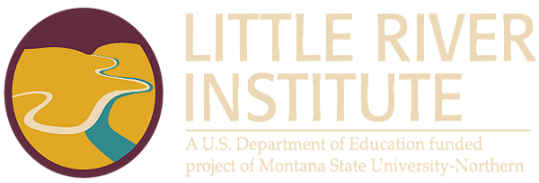 LITTLE RIVER
INSTITUTE
A U.S. Department of Education funded
project of Montana State University-Northern